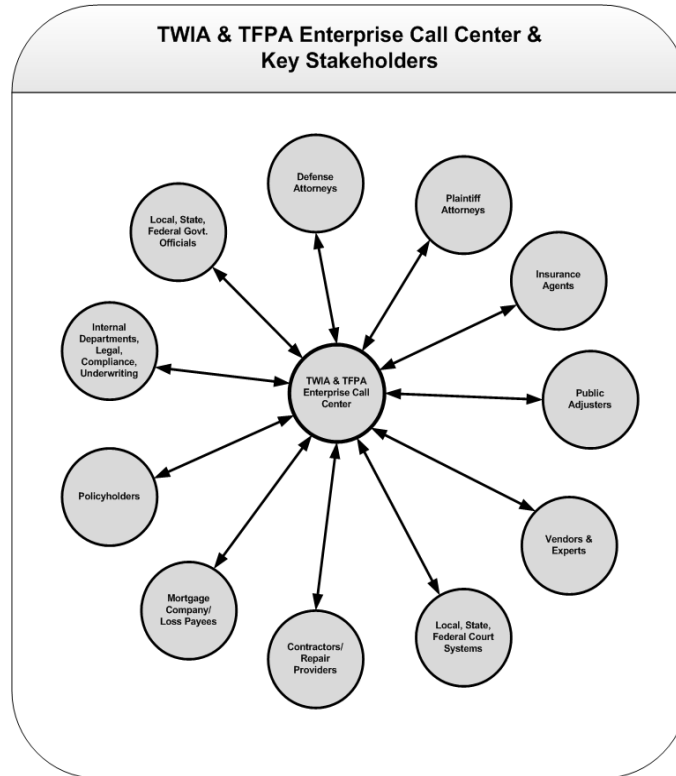 TWIA & TFPA Enterprise Call Center &
Key Stakeholders
Defense
Attorneys
Plaintiff
Attorneys
Local, State,
Federal Govt.
Officials
Insurance
Agents
Internal
Departments,
Legal,
Compliance,
Underwriting
TWIA & TFPA
Enterprise Call
Center
Public
Adjusters
Policyholders
Vendors &
Experts
Mortgage
Company/
Loss Payees
Contractors/
Repair
Providers
Local, State,
Federal Court
Systems